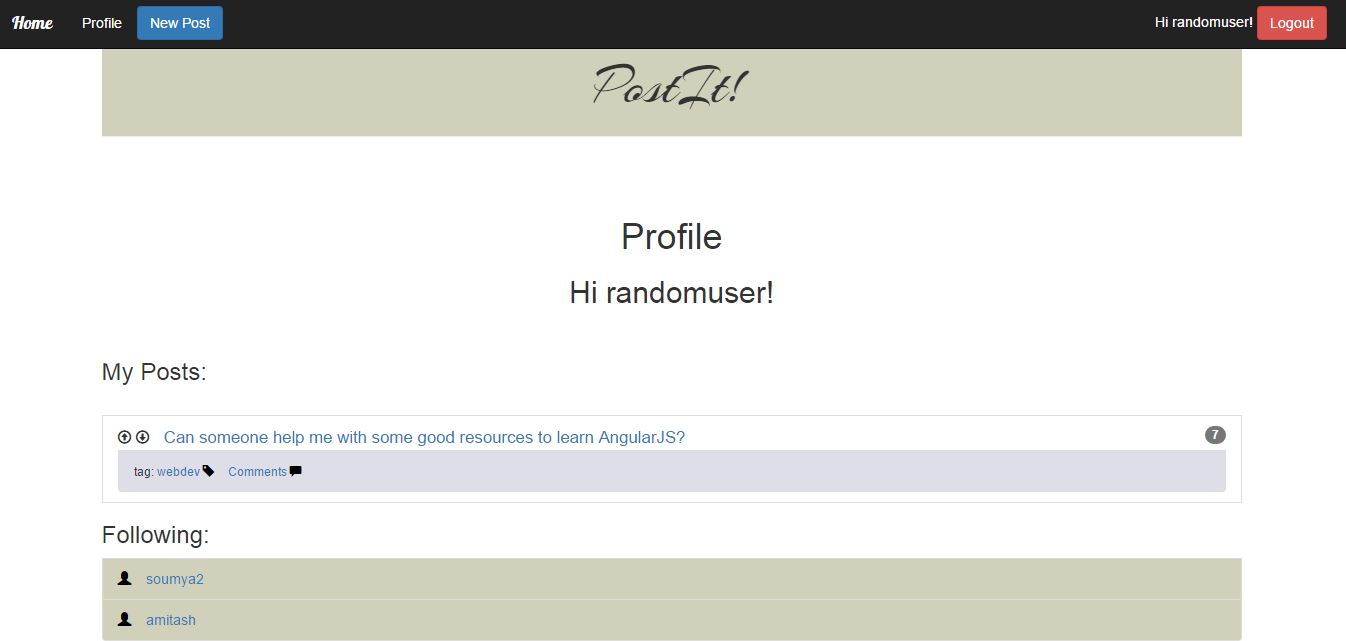 Home Profile New Post Hi randomuser! Logout
PostIt!
Profile
Hi randomuser!
My Posts:
Can someone help me with some good resources to learn AngularJS? 7
tag: webdev Comments
Following:
soumya2
amitash